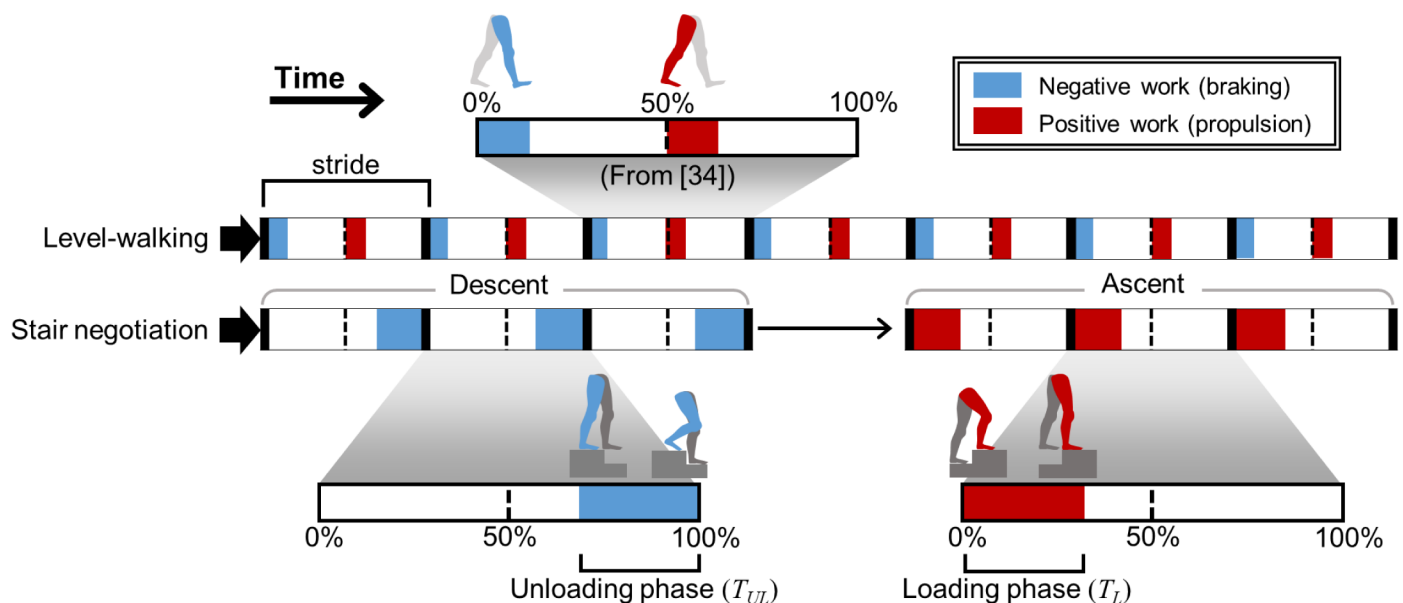 Time
0%
50%
100%
(From [34])
Negative work (braking)
Positive work (propulsion)
stride
Level-walking
Descent
Ascent
Stair negotiation
0%
50%
100%
Unloading phase (T_UL)
0%
50%
100%
Loading phase (T_L)